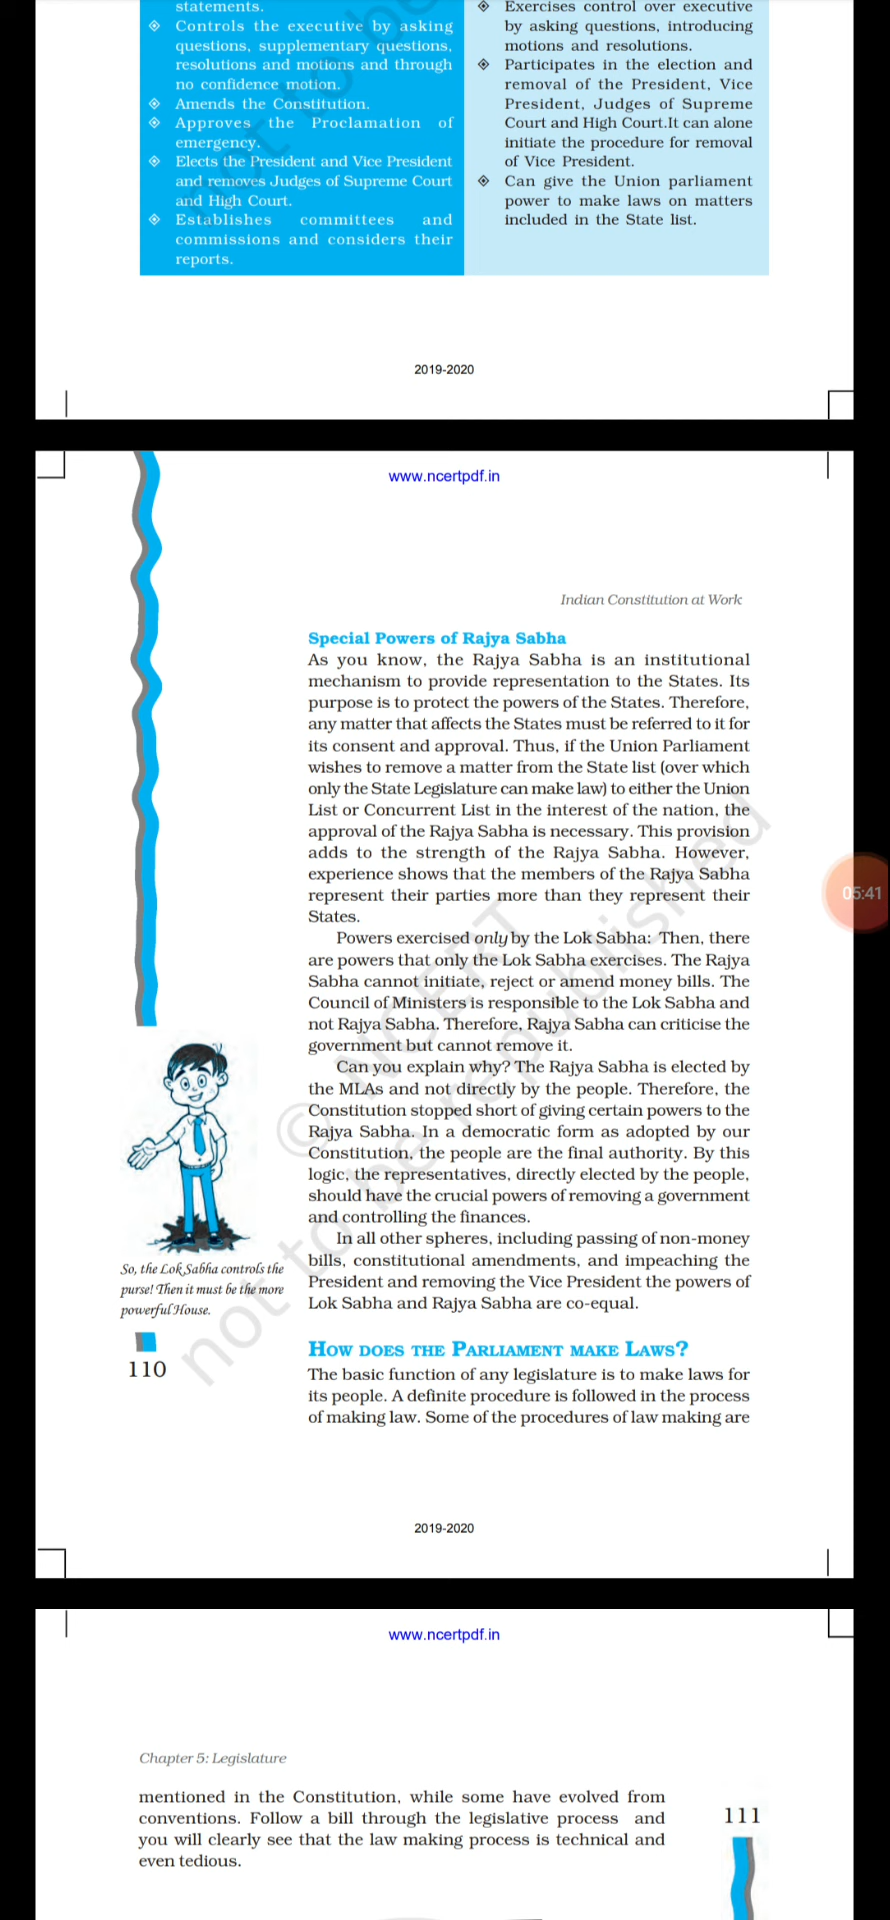 statements.
Controls the executive by asking
questions, supplementary questions,
resolutions and motions and through
no confidence motion.
Amends the Constitution.
Approves the Proclamation of
emergency.
Elects the President and Vice President
and removes Judges of Supreme Court
and High Court.
Establishes committees and
commissions and considers their
reports.
Exercises control over executive
by asking questions, introducing
motions and resolutions.
Participates in the election and
removal of the President, Vice
President, Judges of Supreme
Court and High Court.It can alone
initiate the procedure for removal
of Vice President.
Can give the Union parliament
power to make laws on matters
included in the State list.
2019-2020
www.ncertpdf.in
Indian Constitution at Work
Special Powers of Rajya Sabha
As you know, the Rajya Sabha is an institutional
mechanism to provide representation to the States. Its
purpose is to protect the powers of the States. Therefore,
any matter that affects the States must be referred to it for
its consent and approval. Thus, if the Union Parliament
wishes to remove a matter from the State list (over which
only the State Legislature can make law) to either the Union
List or Concurrent List in the interest of the nation, the
approval of the Rajya Sabha is necessary. This provision
adds to the strength of the Rajya Sabha. However,
experience shows that the members of the Rajya Sabha
represent their parties more than they represent their
States.
Powers exercised only by the Lok Sabha: Then, there
are powers that only the Lok Sabha exercises. The Rajya
Sabha cannot initiate, reject or amend money bills. The
Council of Ministers is responsible to the Lok Sabha and
not Rajya Sabha. Therefore, Rajya Sabha can criticise the
government but cannot remove it.
Can you explain why? The Rajya Sabha is elected by
the MLAs and not directly by the people. Therefore, the
Constitution stopped short of giving certain powers to the
Rajya Sabha. In a democratic form as adopted by our
Constitution, the people are the final authority. By this
logic, the representatives, directly elected by the people,
should have the crucial powers of removing a government
and controlling the finances.
In all other spheres, including passing of non-money
bills, constitutional amendments, and impeaching the
President and removing the Vice President the powers of
Lok Sabha and Rajya Sabha are co-equal.
So, the Lok Sabha controls the
purse! Then it must be the more
powerful House.
110
HOW DOES THE PARLIAMENT MAKE LAWS?
The basic function of any legislature is to make laws for
its people. A definite procedure is followed in the process
of making law. Some of the procedures of law making are
© NCERT
not to be republished
05:41
2019-2020
www.ncertpdf.in
Chapter 5: Legislature
mentioned in the Constitution, while some have evolved from
conventions. Follow a bill through the legislative process and
you will clearly see that the law making process is technical and
even tedious.
111